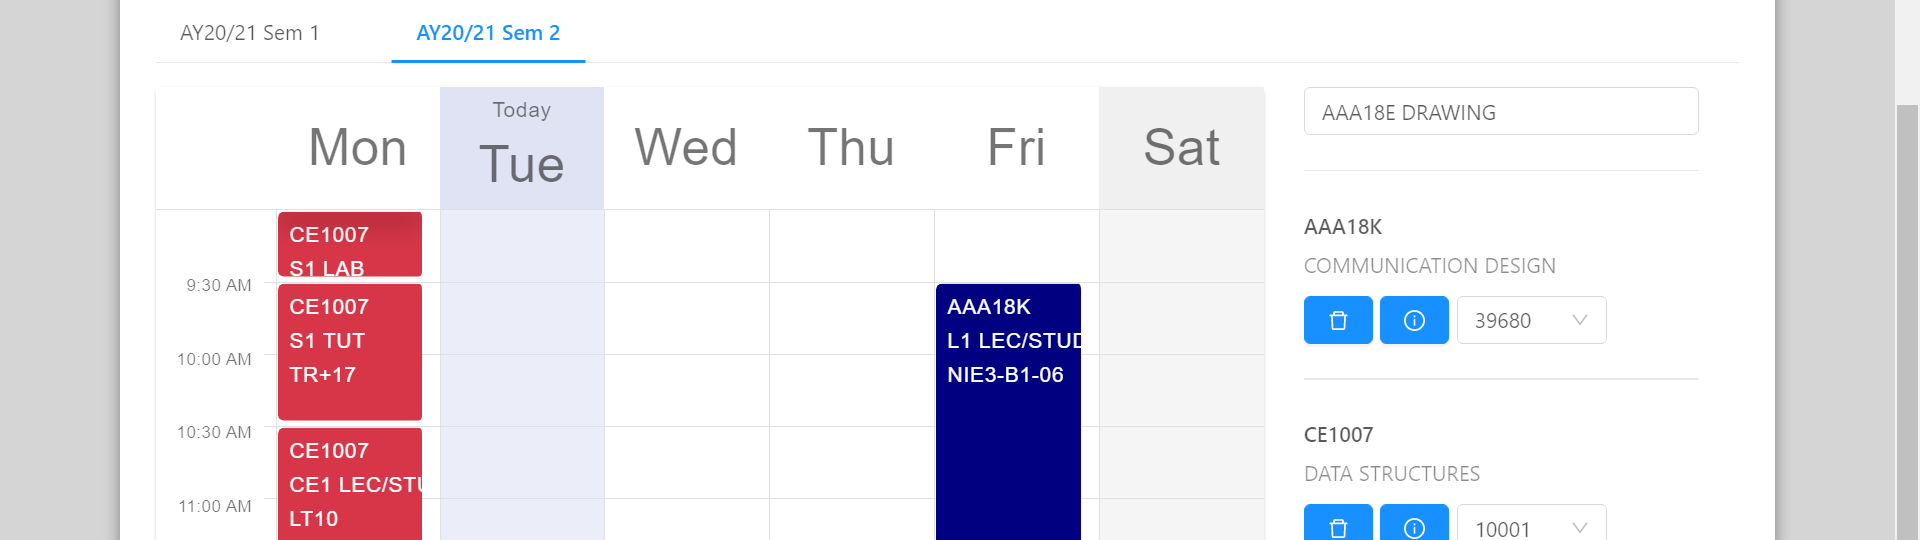 AY20/21 Sem 1
AY20/21 Sem 2
Mon
Today
Tue
Wed
Thu
Fri
Sat
9:30 AM
10:00 AM
10:30 AM
11:00 AM
CE1007
S1 LAB
CE1007
S1 TUT
TR+17
CE1007
CE1 LEC/STU
LT10
AAA18K
L1 LEC/STUD
NIE3-B1-06
AAA18E DRAWING
AAA18K
COMMUNICATION DESIGN
39680
CE1007
DATA STRUCTURES
10001